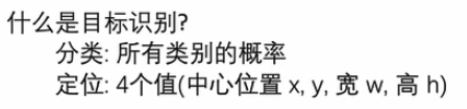 什么是目标识别?
分类: 所有类别的概率
定位: 4个值(中心位置 x, y, 宽 w, 高 h)